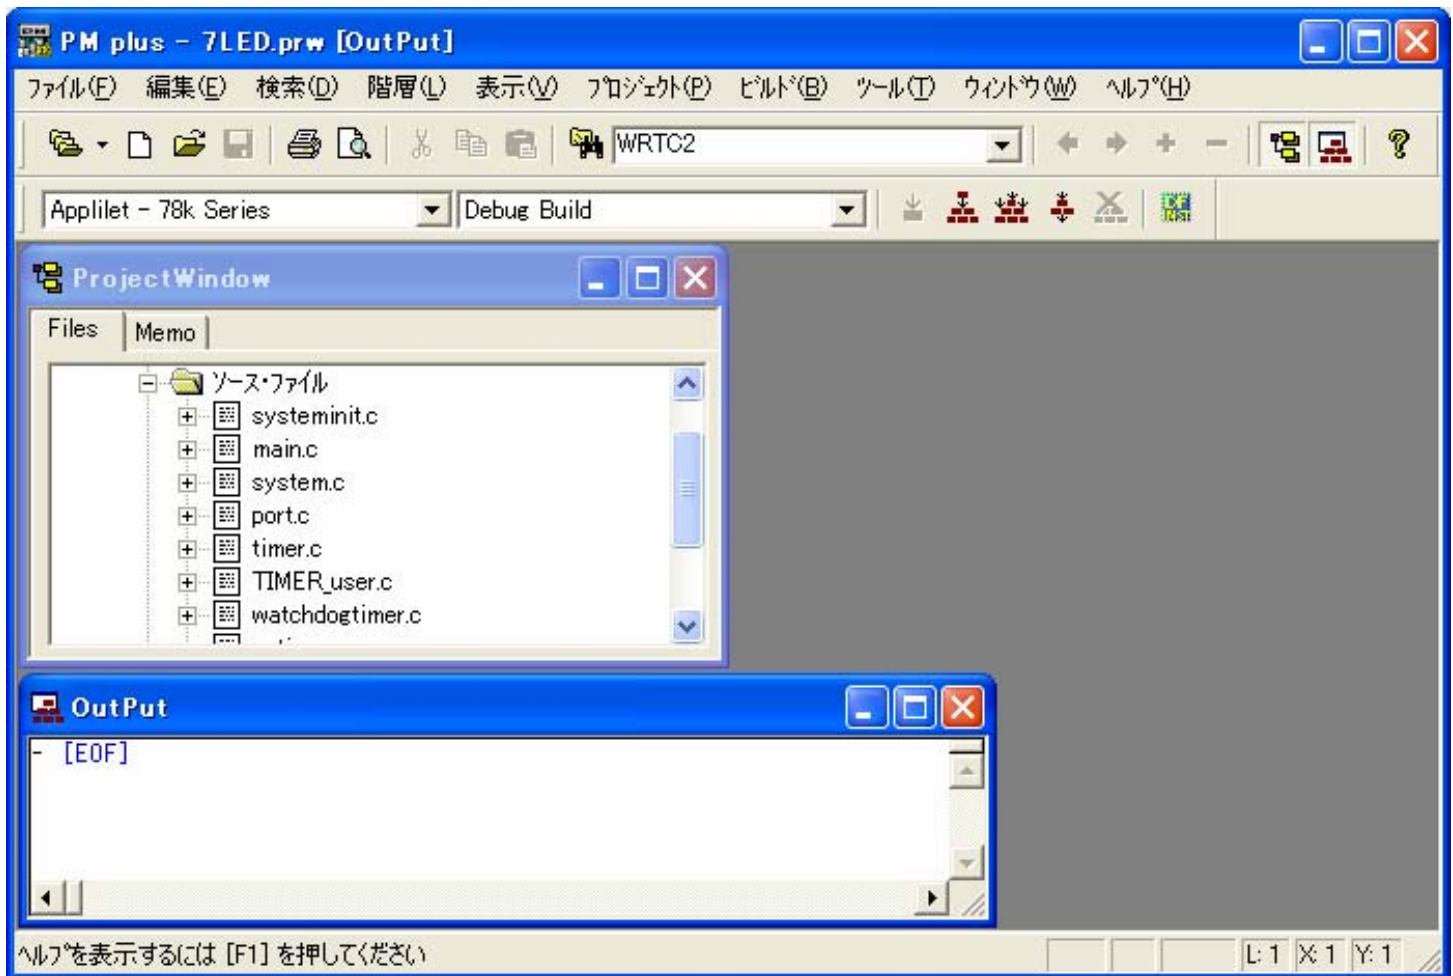 PM plus - 7LED.prw [OutPut]
ﾌｧｲﾙ(F) 編集(E) 検索(D) 階層(L) 表示(V) ﾌﾟﾛｼﾞｪｸﾄ(P) ﾋﾞﾙﾄﾞ(B) ﾂｰﾙ(T) ｳｨﾝﾄﾞｳ(W) ﾍﾙﾌﾟ(H)
WRTC2
Applilet - 78k Series Debug Build
ProjectWindow
Files Memo
ｿｰｽ･ﾌｧｲﾙ
systeminit.c
main.c
system.c
port.c
timer.c
TIMER_user.c
watchdogtimer.c
OutPut
- [EOF]
ﾍﾙﾌﾟを表示するには [F1] を押してください L: 1 X: 1 Y: 1